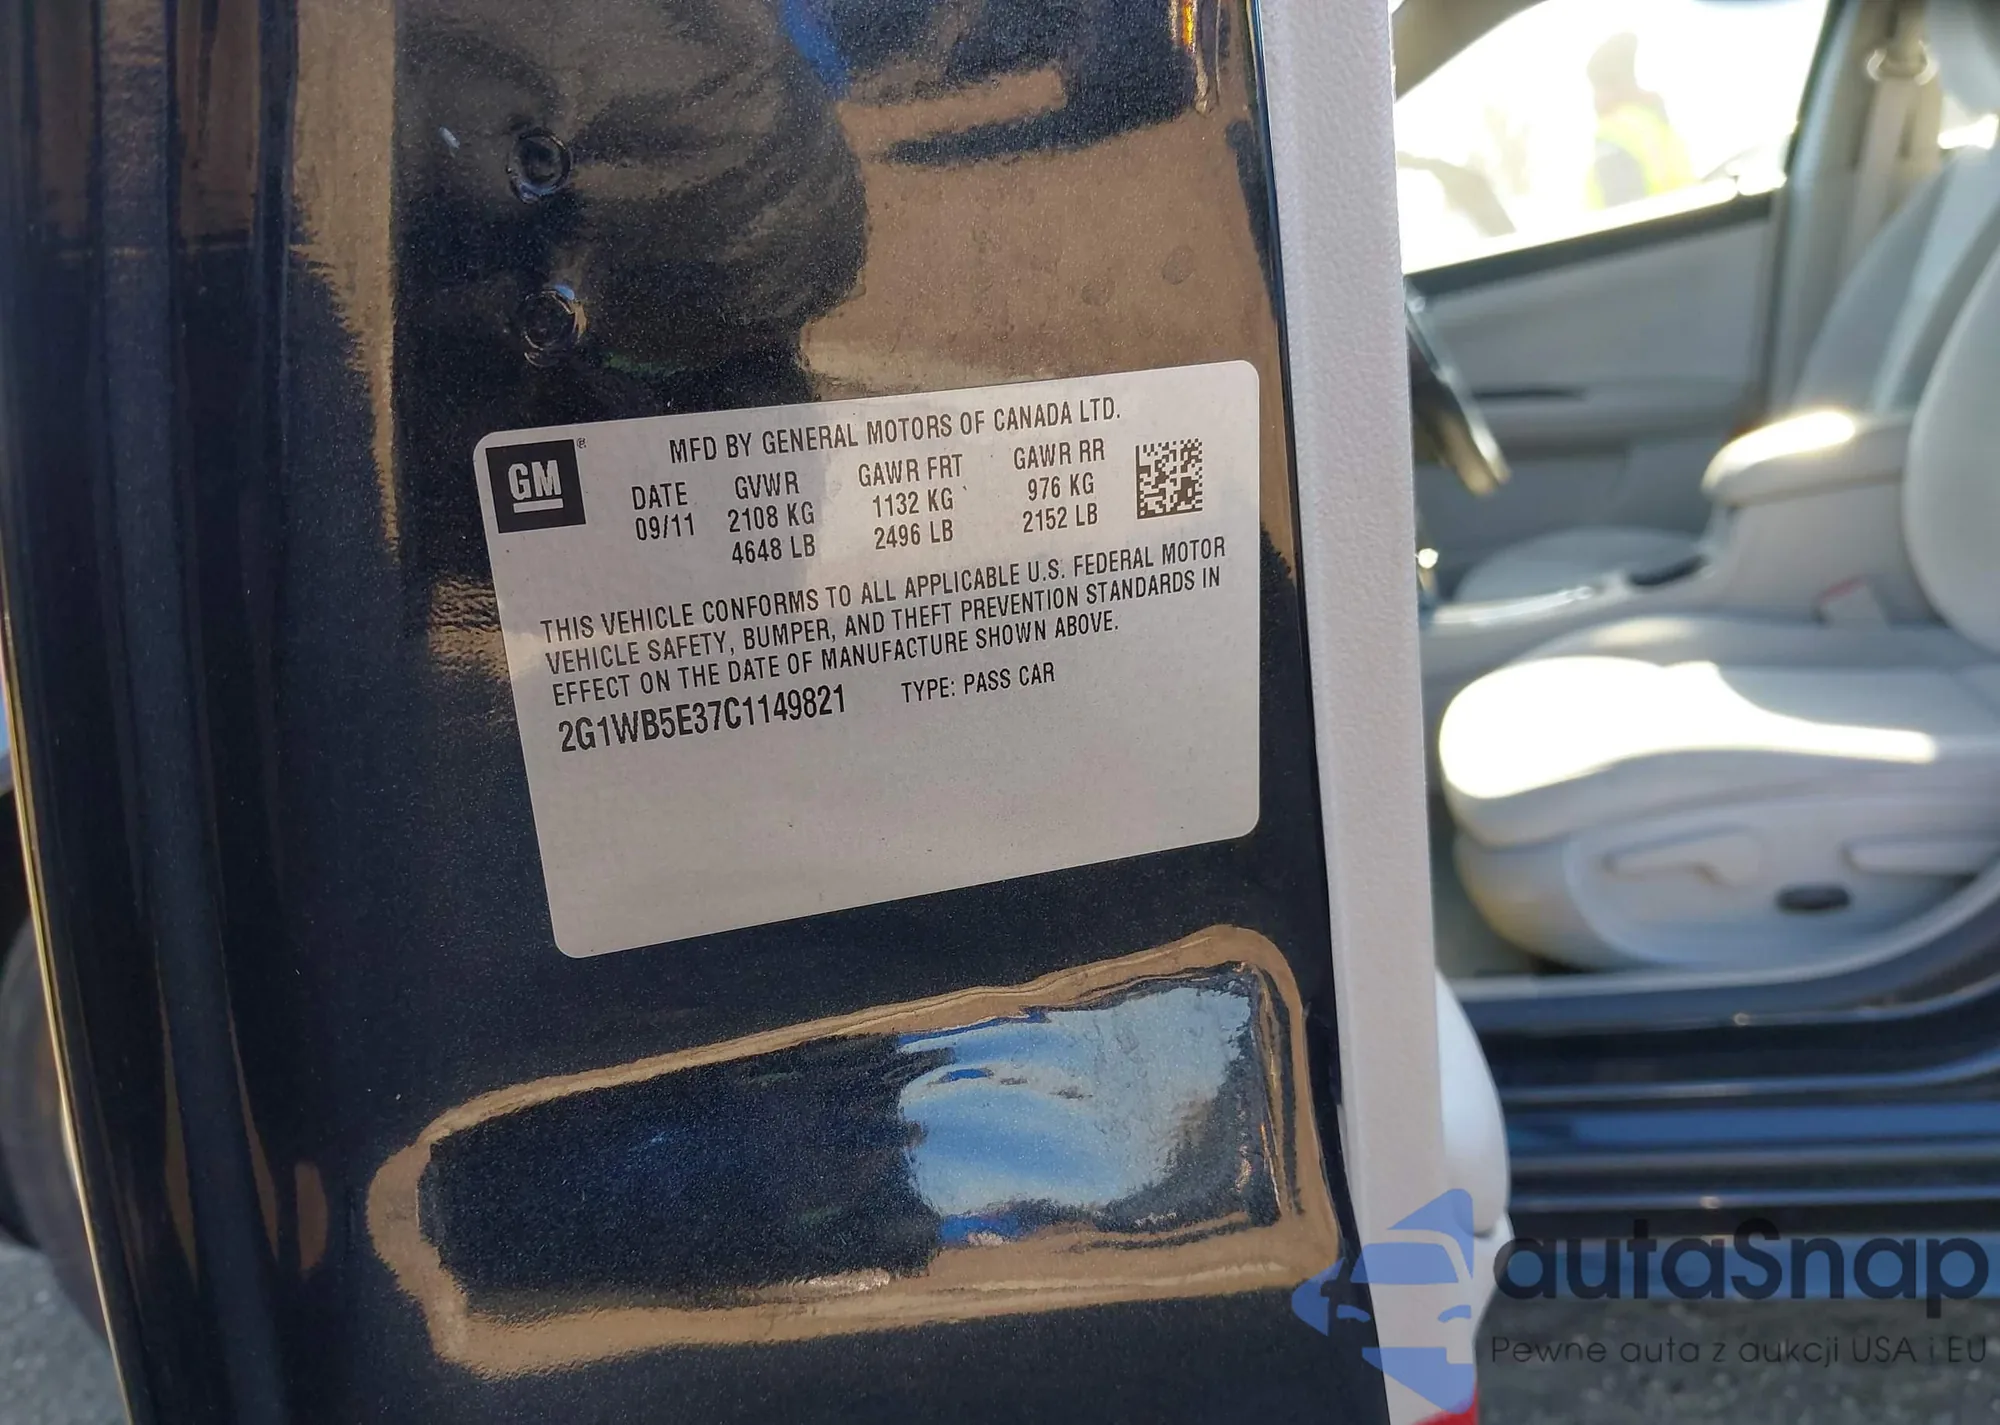 MFD BY GENERAL MOTORS OF CANADA LTD.
GM ®
DATE GVWR GAWR FRT GAWR RR
09/11 2108 KG 1132 KG 976 KG
4648 LB 2496 LB 2152 LB
THIS VEHICLE CONFORMS TO ALL APPLICABLE U.S. FEDERAL MOTOR
VEHICLE SAFETY, BUMPER, AND THEFT PREVENTION STANDARDS IN
EFFECT ON THE DATE OF MANUFACTURE SHOWN ABOVE.
2G1WB5E37C1149821 TYPE: PASS CAR
autaSnap
Pewne auta z aukcji USA i EU